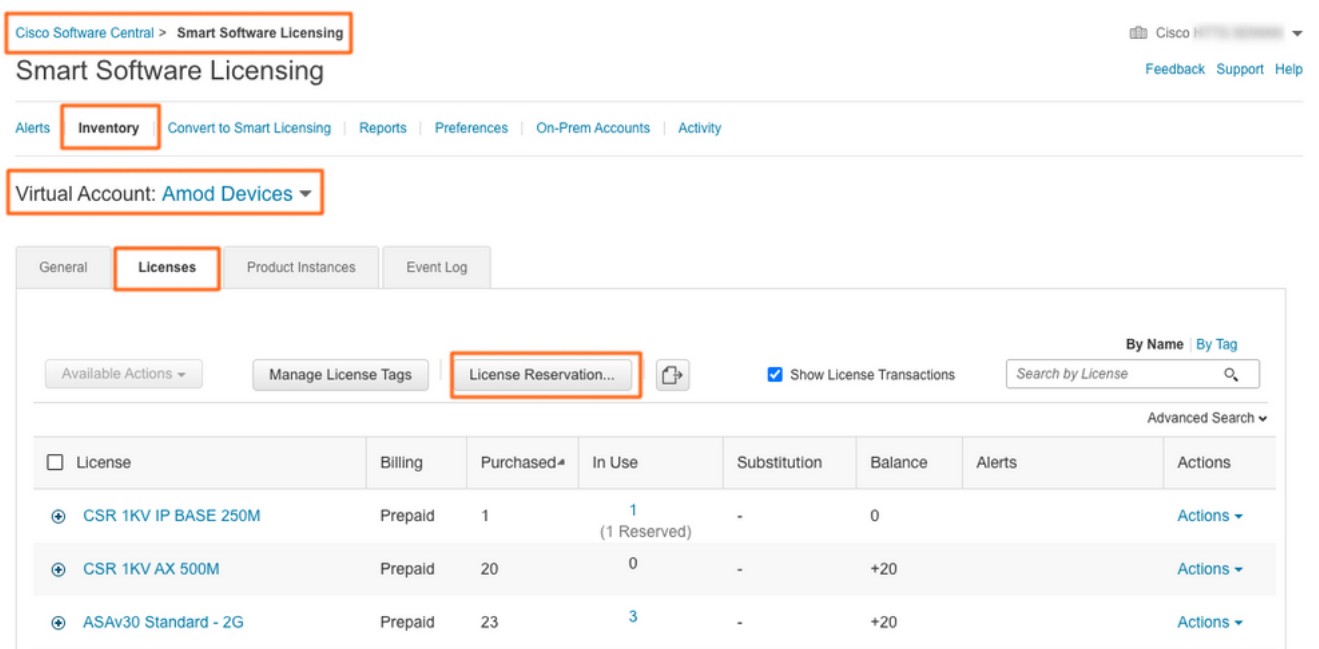 Cisco Software Central > Smart Software Licensing
Cisco
Smart Software Licensing
Feedback Support Help
Alerts | Inventory | Convert to Smart Licensing | Reports | Preferences | On-Prem Accounts | Activity
Virtual Account: Amod Devices
General Licenses Product Instances Event Log
By Name | By Tag
Available Actions Manage License Tags License Reservation... Show License Transactions Search by License
Advanced Search
License Billing Purchased In Use Substitution Balance Alerts Actions
CSR 1KV IP BASE 250M Prepaid 1 1 - 0 Actions
(1 Reserved)
CSR 1KV AX 500M Prepaid 20 0 - +20 Actions
ASAv30 Standard - 2G Prepaid 23 3 - +20 Actions